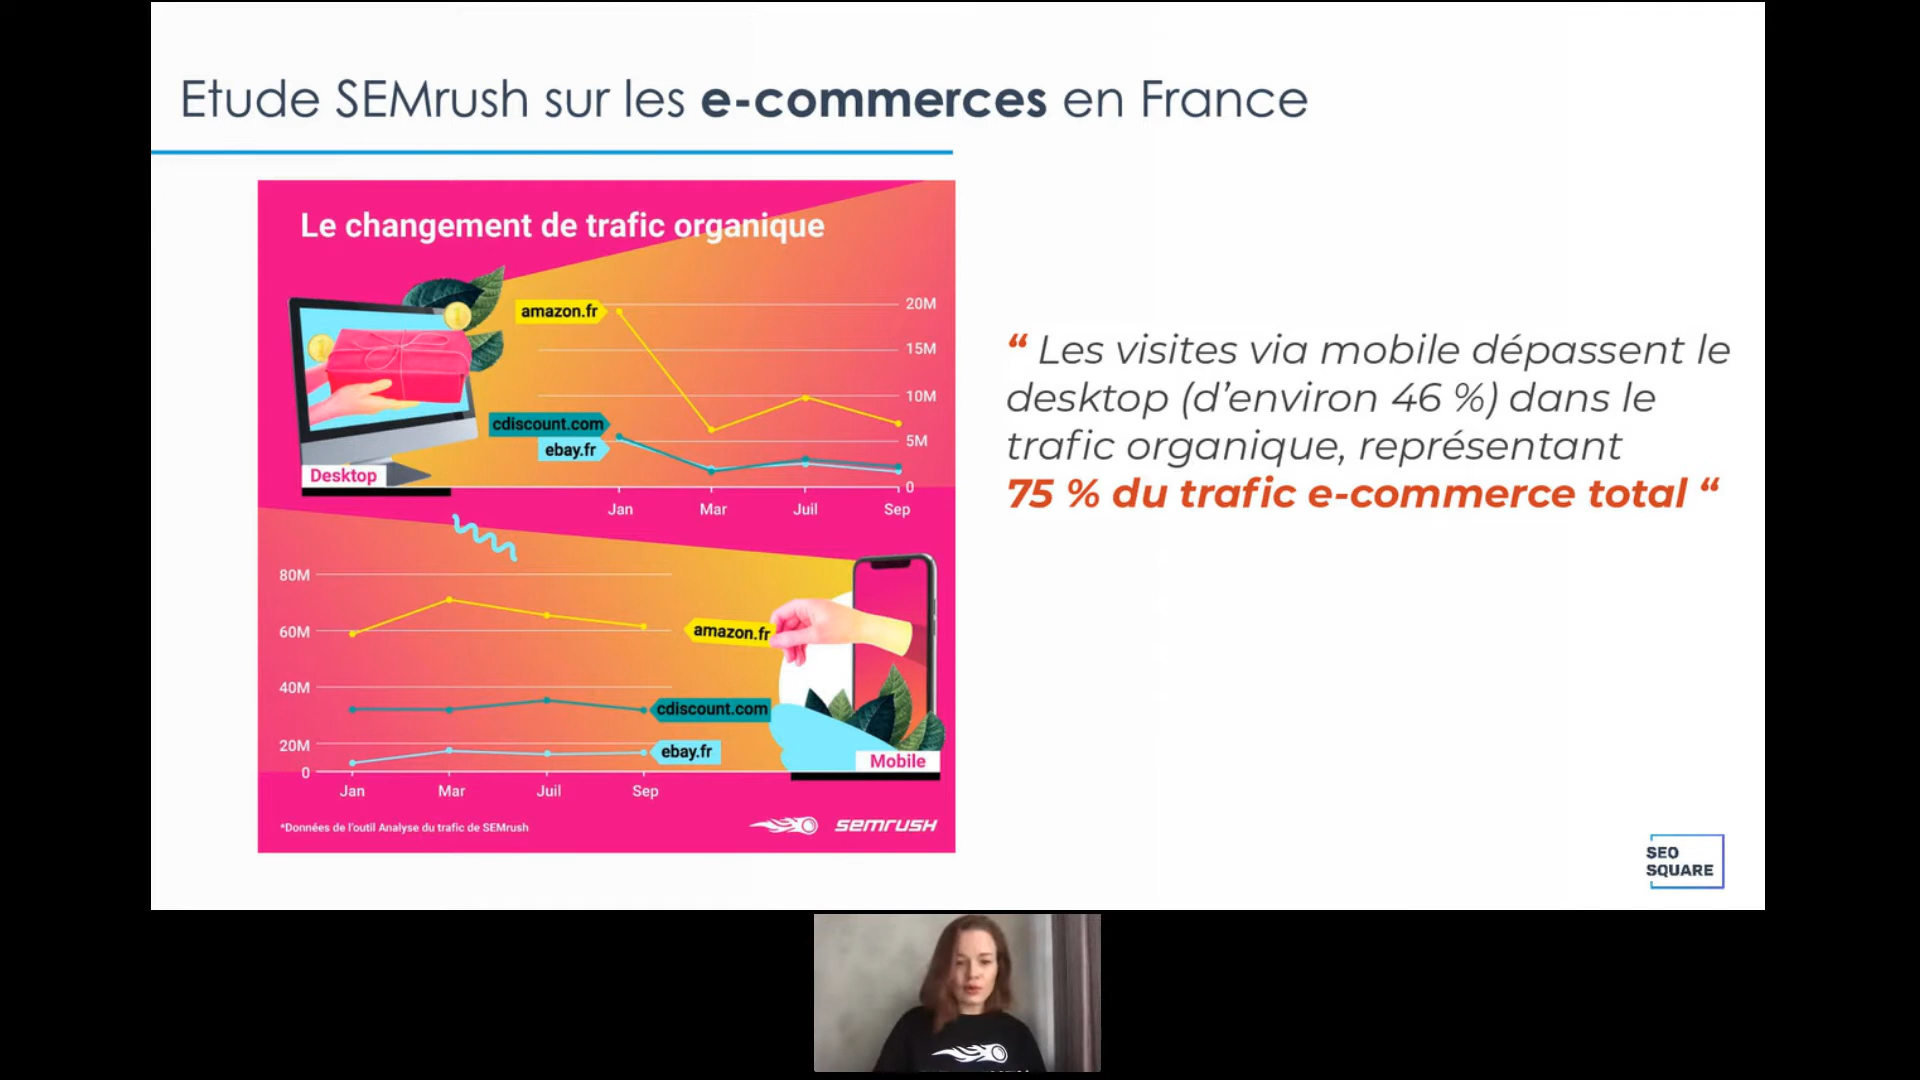 Etude SEMrush sur les e-commerces en France
Le changement de trafic organique
amazon.fr
cdiscount.com
ebay.fr
20M
15M
10M
5M
0
Desktop
Jan Mar Juil Sep
80M
60M
40M
20M
0
amazon.fr
cdiscount.com
ebay.fr
Mobile
Jan Mar Juil Sep
*Données de l'outil Analyse du trafic de SEMrush
semrush
“ Les visites via mobile dépassent le
desktop (d’environ 46 %) dans le
trafic organique, représentant
75 % du trafic e-commerce total “
SEO
SQUARE